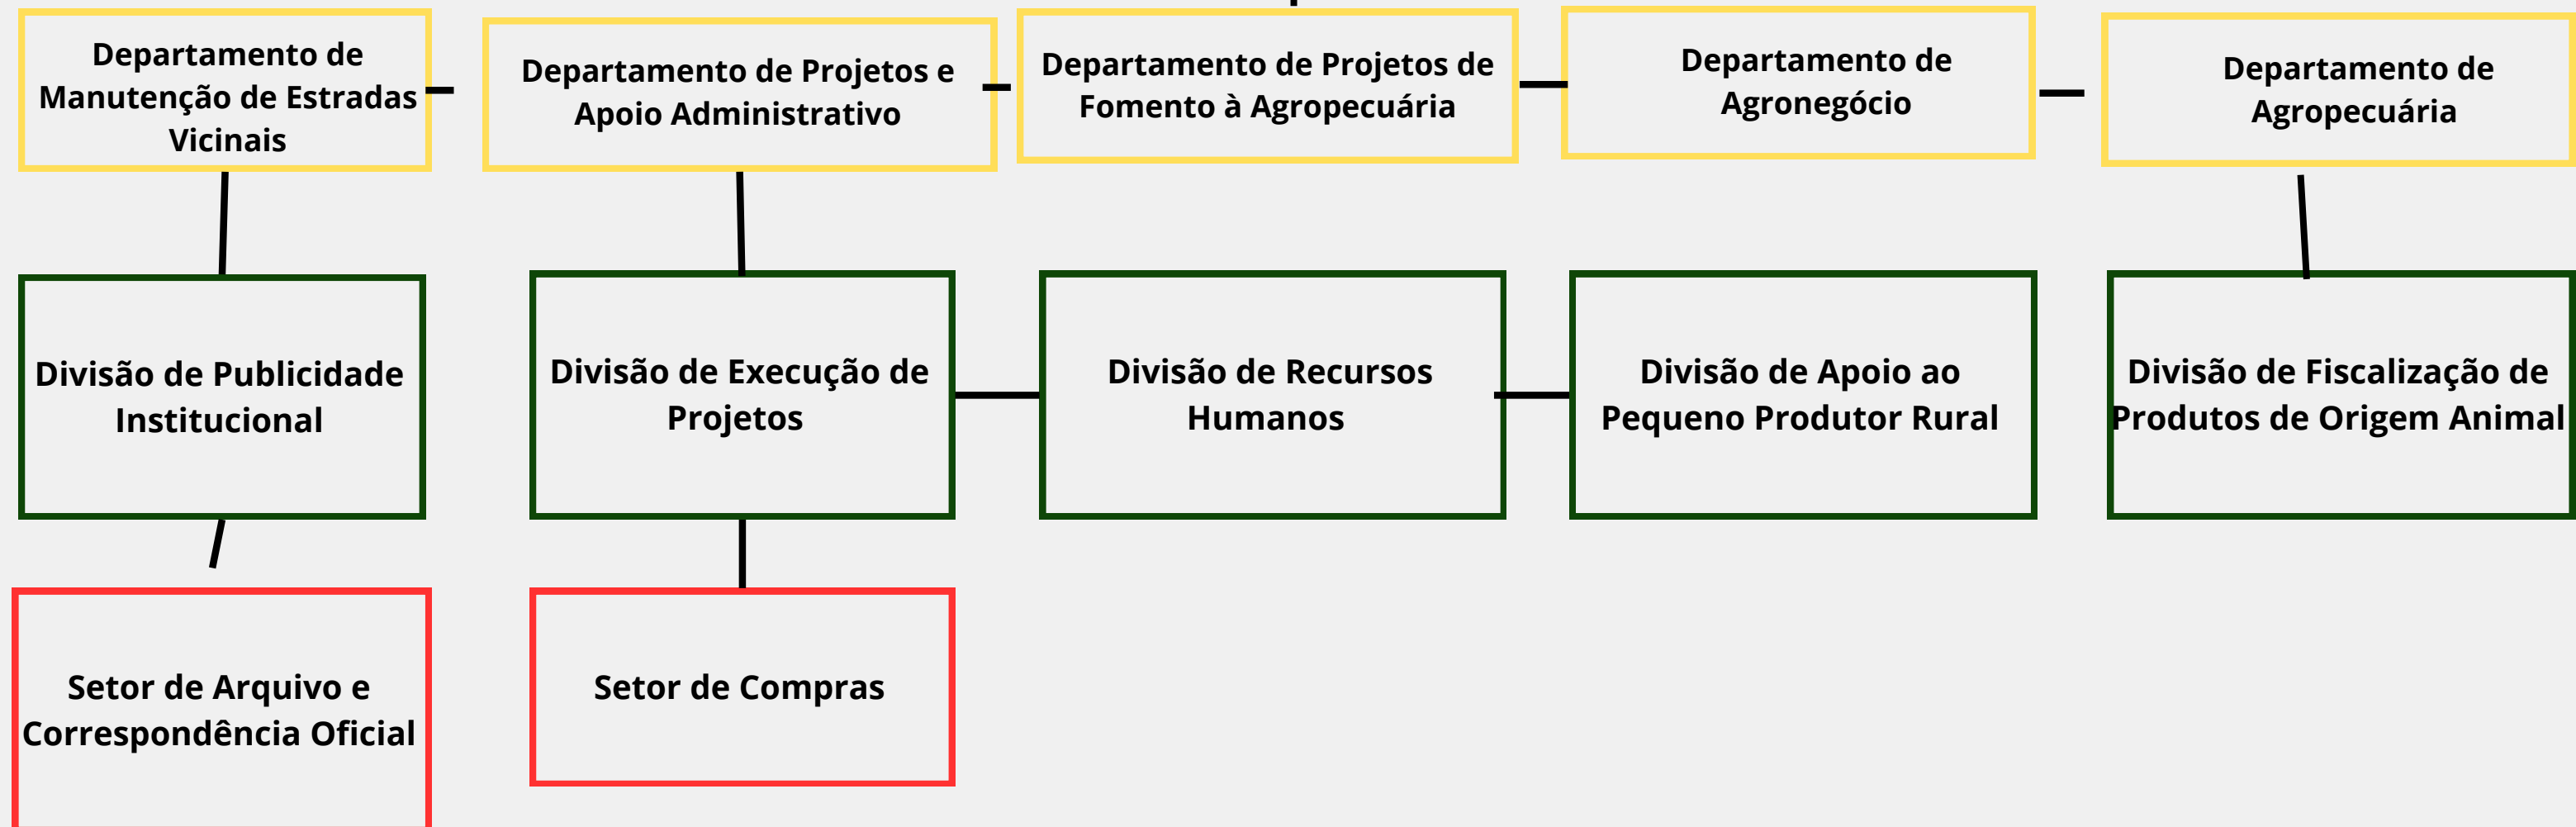 Departamento de
Manutenção de Estradas
Vicinais
Departamento de Projetos e
Apoio Administrativo
Departamento de Projetos de
Fomento à Agropecuária
Departamento de
Agronegócio
Departamento de
Agropecuária
Divisão de Publicidade
Institucional
Divisão de Execução de
Projetos
Divisão de Recursos
Humanos
Divisão de Apoio ao
Pequeno Produtor Rural
Divisão de Fiscalização de
Produtos de Origem Animal
Setor de Arquivo e
Correspondência Oficial
Setor de Compras